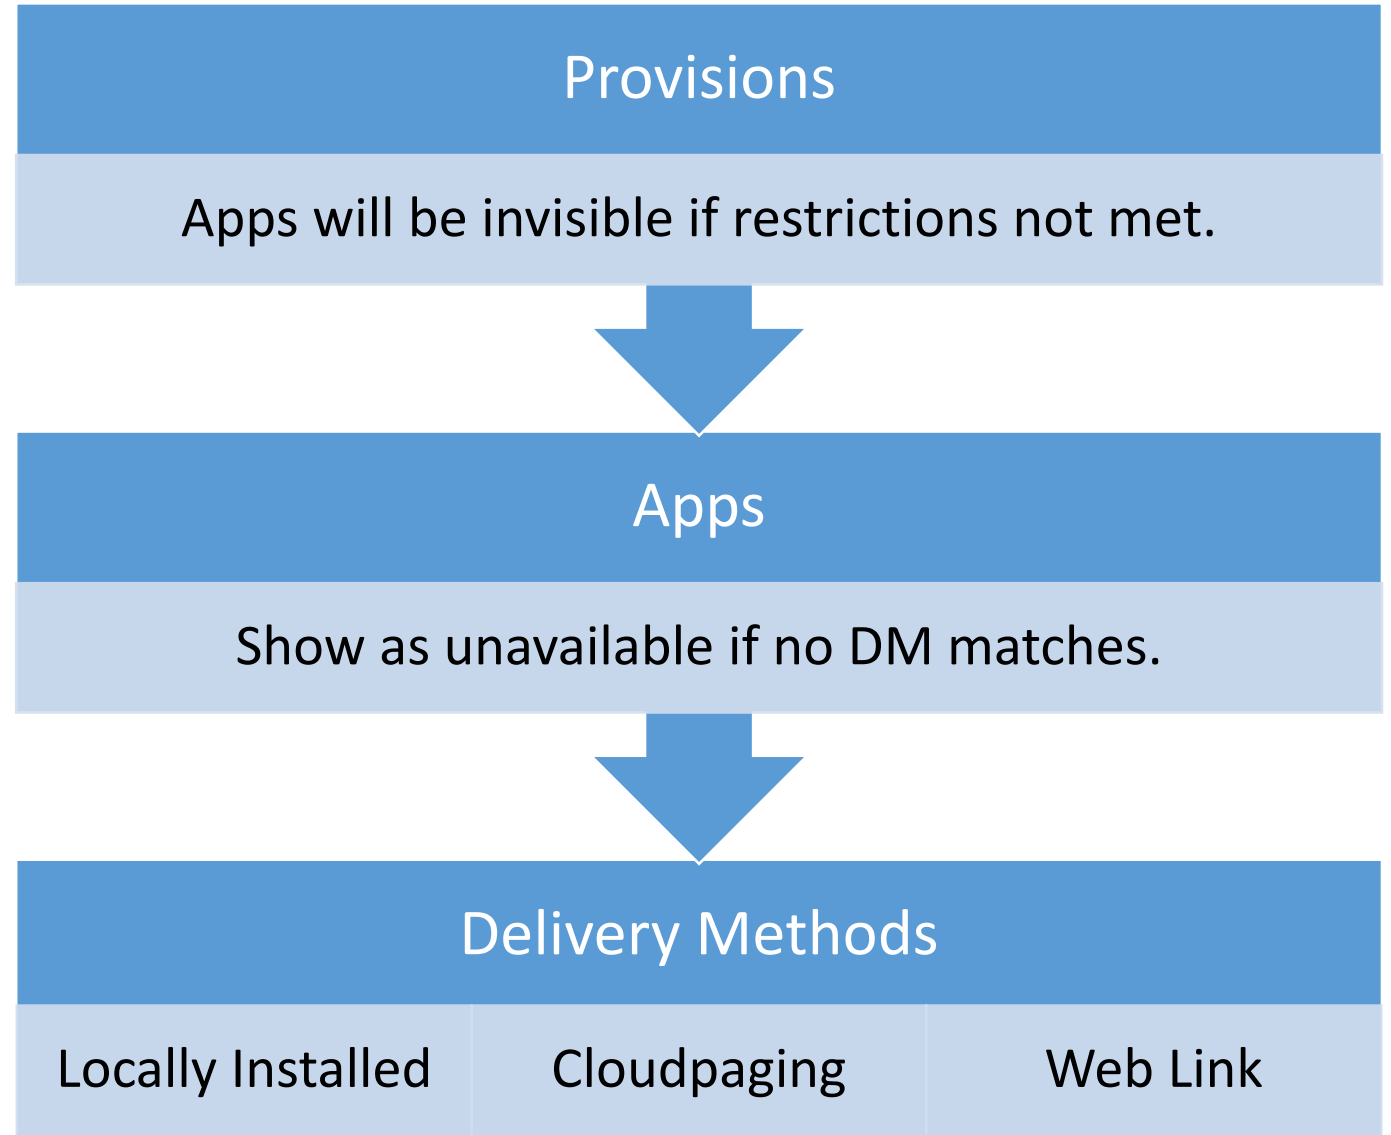 Provisions
Apps will be invisible if restrictions not met.
Apps
Show as unavailable if no DM matches.
Delivery Methods
Locally Installed
Cloudpaging
Web Link